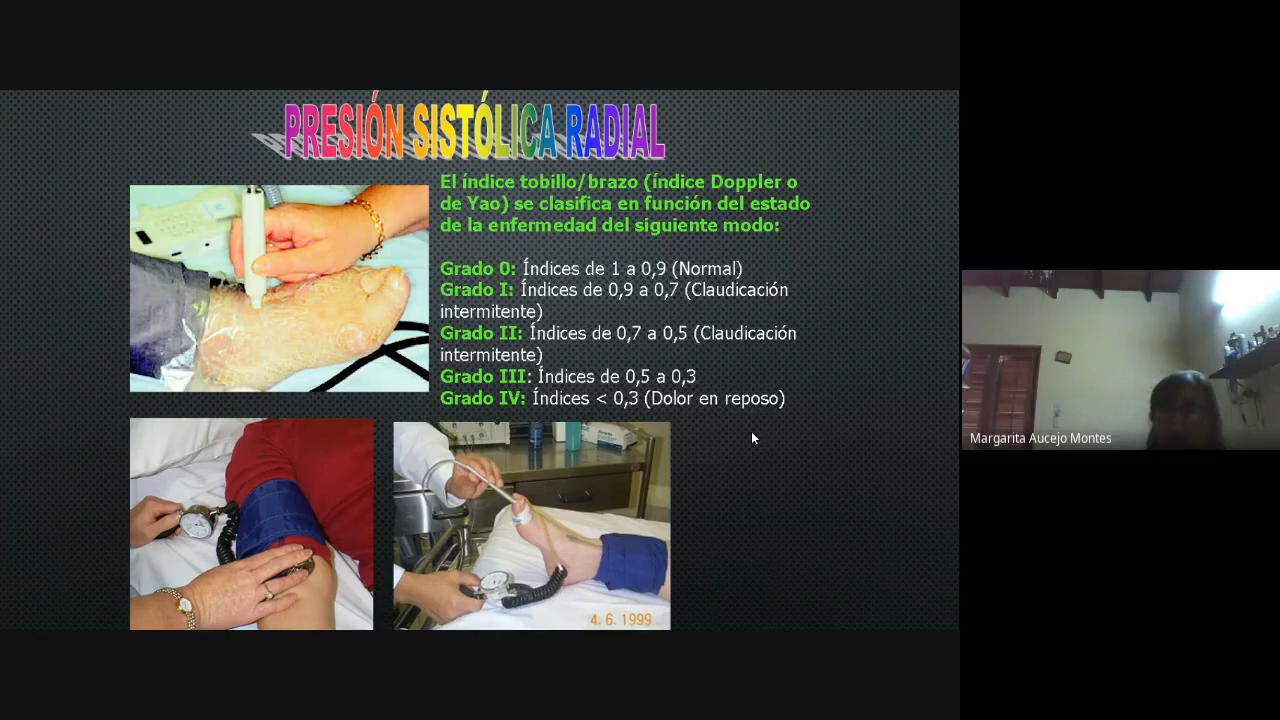 PRESIÓN SISTÓLICA RADIAL
El índice tobillo/brazo (índice Doppler o
de Yao) se clasifica en función del estado
de la enfermedad del siguiente modo:
Grado 0: Índices de 1 a 0,9 (Normal)
Grado I: Índices de 0,9 a 0,7 (Claudicación
intermitente)
Grado II: Índices de 0,7 a 0,5 (Claudicación
intermitente)
Grado III: Índices de 0,5 a 0,3
Grado IV: Índices < 0,3 (Dolor en reposo)
4. 6. 1999
Margarita Aucejo Montes